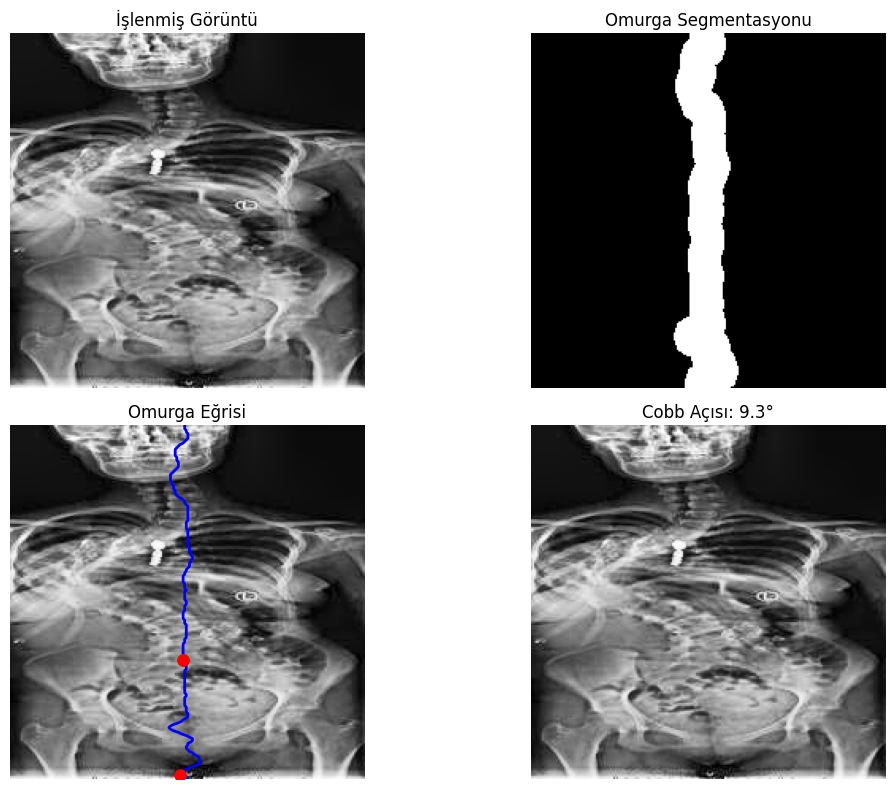 İşlenmiş Görüntü
Omurga Segmentasyonu
Omurga Eğrisi
Cobb Açısı: 9.3°